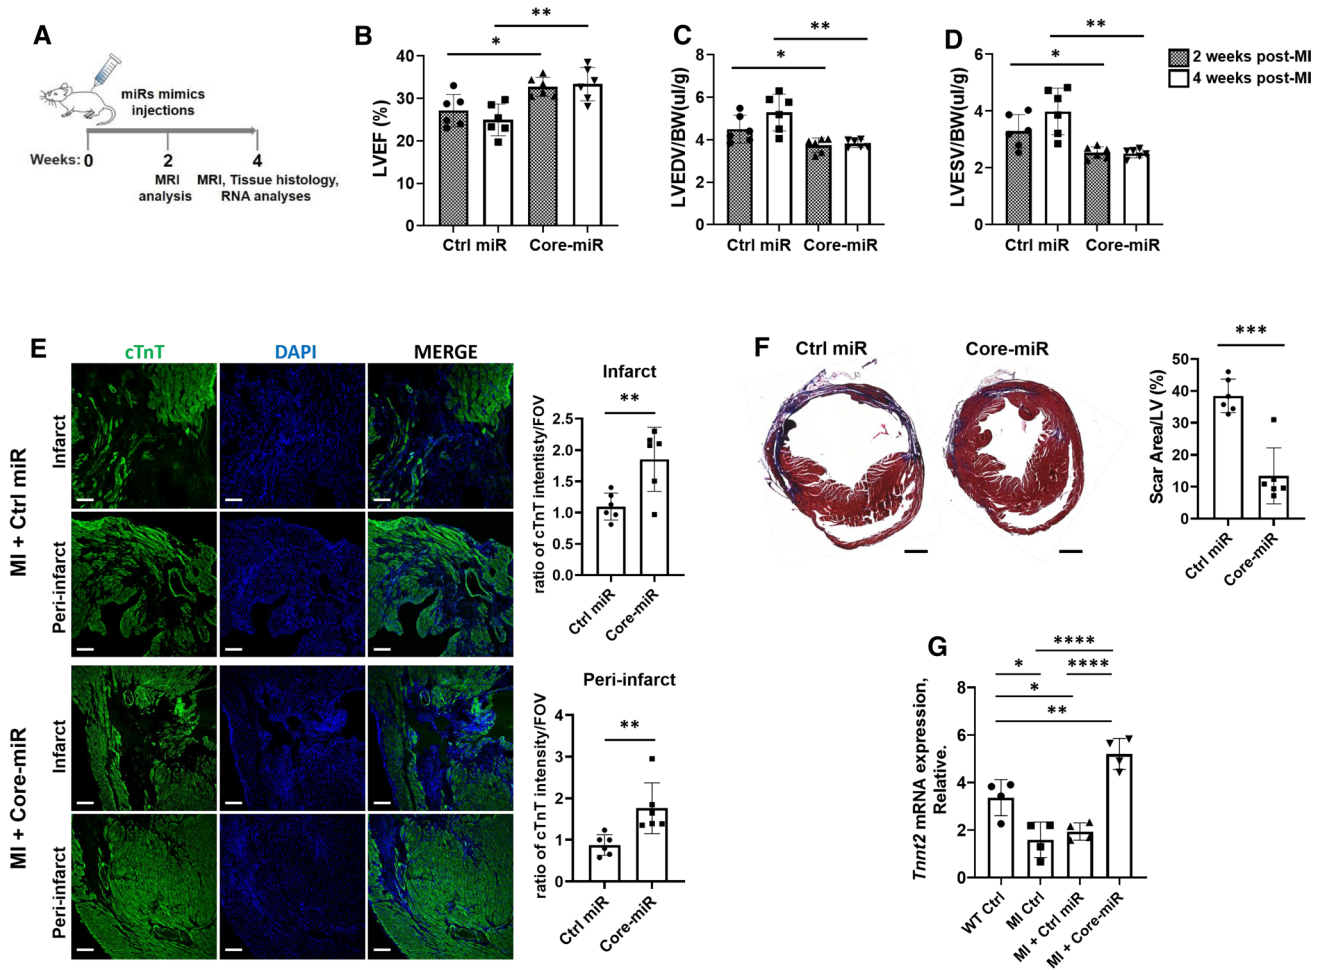 A
miRs mimics
injections
Weeks: 0 2 4
MRI
analysis
MRI, Tissue histology,
RNA analyses
B
**
*
40
30
20
10
0
LVEF (%)
Ctrl miR Core-miR
C
**
*
8
6
4
2
0
LVEDV/BW(ul/g)
Ctrl miR Core-miR
D
**
*
6
4
2
0
LVESV/BW(ul/g)
Ctrl miR Core-miR
2 weeks post-MI
4 weeks post-MI
E
cTnT DAPI MERGE
MI + Ctrl miR
Infarct
Peri-infarct
MI + Core-miR
Infarct
Peri-infarct
Infarct
**
2.5
2.0
1.5
1.0
0.5
0.0
ratio of cTnT intentisty/FOV
Ctrl miR
Core-miR
Peri-infarct
**
4
3
2
1
0
ratio of cTnT intensity/FOV
Ctrl miR
Core-miR
F
Ctrl miR Core-miR
***
50
40
30
20
10
0
Scar Area/LV (%)
Ctrl miR
Core-miR
G
****
* ****
*
**
8
6
4
2
0
Tnnt2 mRNA expression,
Relative.
WT Ctrl
MI Ctrl
MI + Ctrl miR
MI + Core-miR